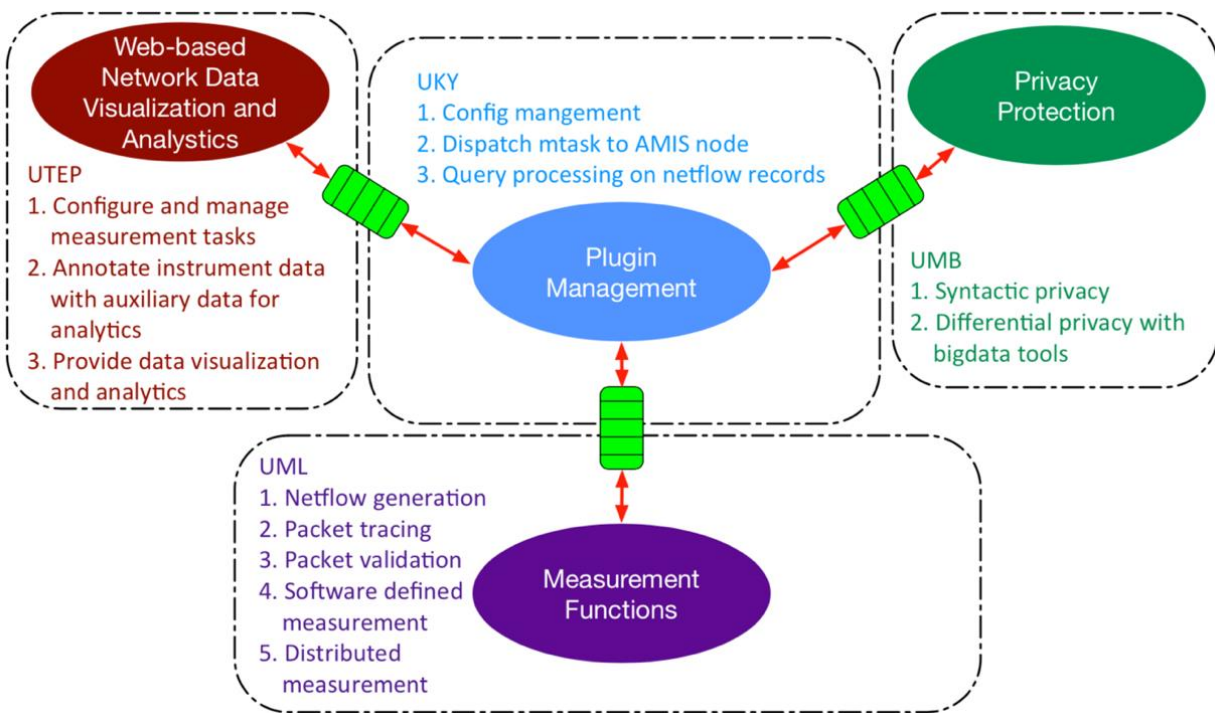 Web-based
Network Data
Visualization and
Analystics
UTEP
1. Configure and manage
measurement tasks
2. Annotate instrument data
with auxiliary data for
analytics
3. Provide data visualization
and analytics
UKY
1. Config mangement
2. Dispatch mtask to AMIS node
3. Query processing on netflow records
Plugin
Management
Privacy
Protection
UMB
1. Syntactic privacy
2. Differential privacy with
bigdata tools
UML
1. Netflow generation
2. Packet tracing
3. Packet validation
4. Software defined
measurement
5. Distributed
measurement
Measurement
Functions